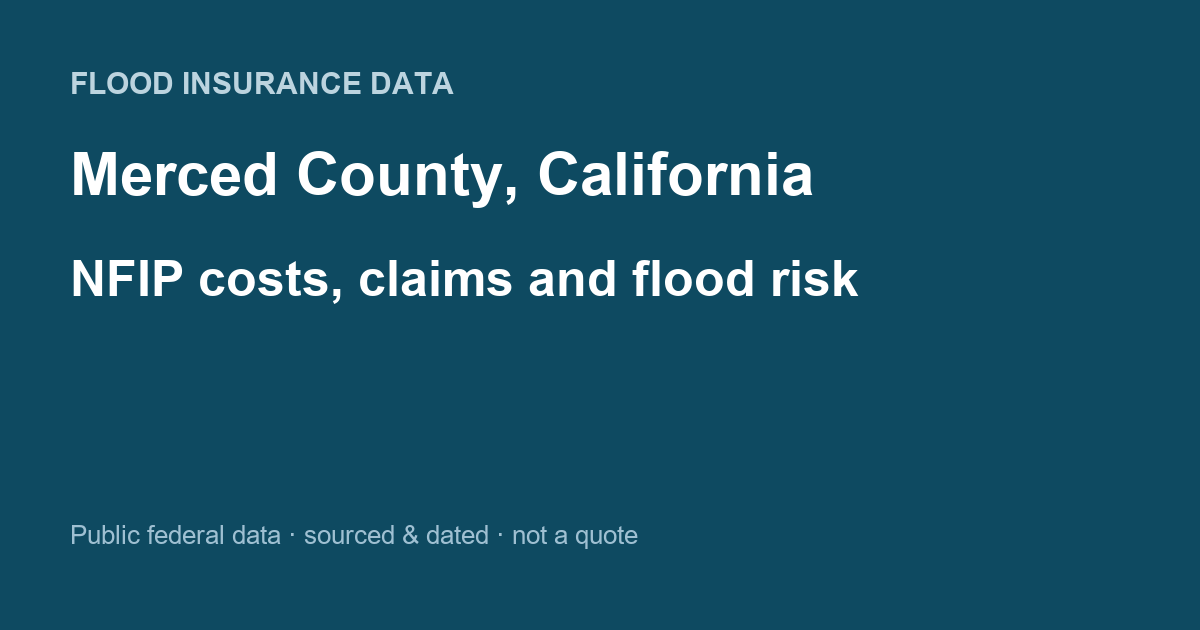 FLOOD INSURANCE DATA
Merced County, California
NFIP costs, claims and flood risk
Public federal data · sourced & dated · not a quote